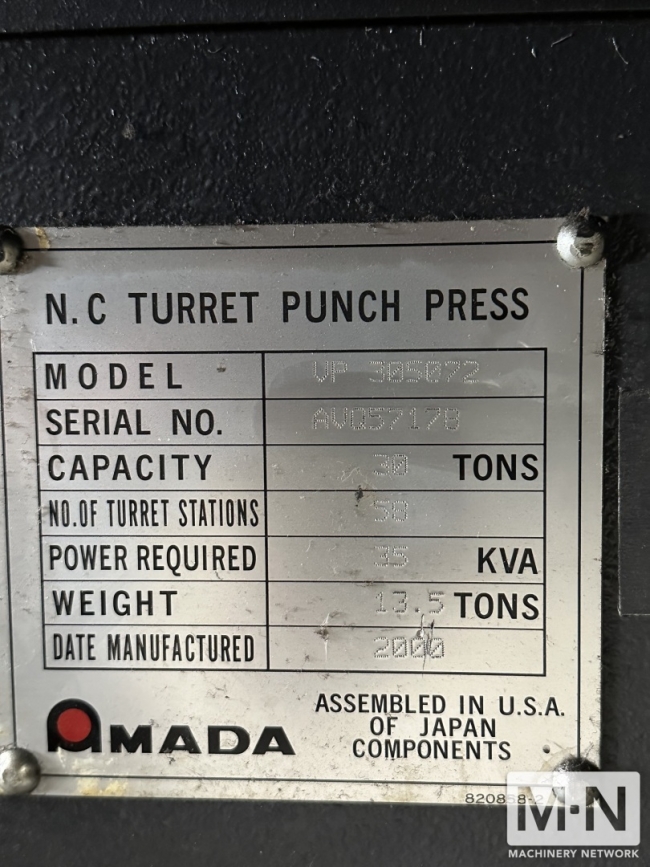 N.C TURRET PUNCH PRESS
MODEL VP 305072
SERIAL NO. AVQ57178
CAPACITY 30 TONS
NO.OF TURRET STATIONS 58
POWER REQUIRED 35 KVA
WEIGHT 13.5 TONS
DATE MANUFACTURED 2000
AMADA
ASSEMBLED IN U.S.A.
OF JAPAN
COMPONENTS
M-N
MACHINERY NETWORK